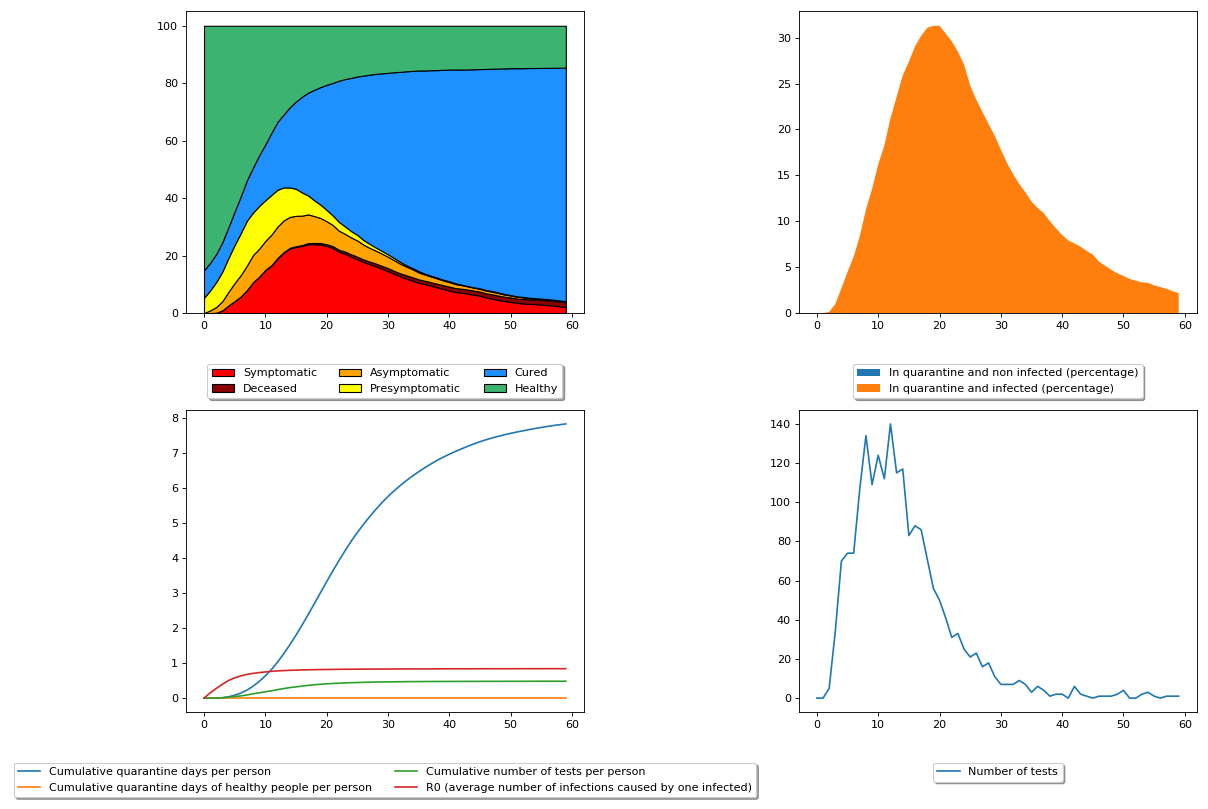 100
80
60
40
20
0
0 10 20 30 40 50 60
Symptomatic Asymptomatic Cured
Deceased Presymptomatic Healthy
30
25
20
15
10
5
0
0 10 20 30 40 50 60
In quarantine and non infected (percentage)
In quarantine and infected (percentage)
8
7
6
5
4
3
2
1
0
0 10 20 30 40 50 60
Cumulative quarantine days per person Cumulative number of tests per person
Cumulative quarantine days of healthy people per person R0 (average number of infections caused by one infected)
140
120
100
80
60
40
20
0
0 10 20 30 40 50 60
Number of tests